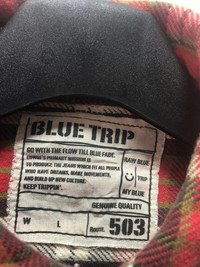 BLUE TRIP
GO WITH THE FLOW TILL BLUE FADE.
PRIMARY MISSION IS
TO PRODUCE THE JEANS WHICH FIT ALL PEOPLE
WHO HAVE DREAMS, MAKE MOVEMENTS,
AND BUILD UP NEW CULTURE.
KEEP TRIPPIN'.
RAW BLUE
TRIP
MY BLUE
GENUINE QUALITY
W L Route. 503